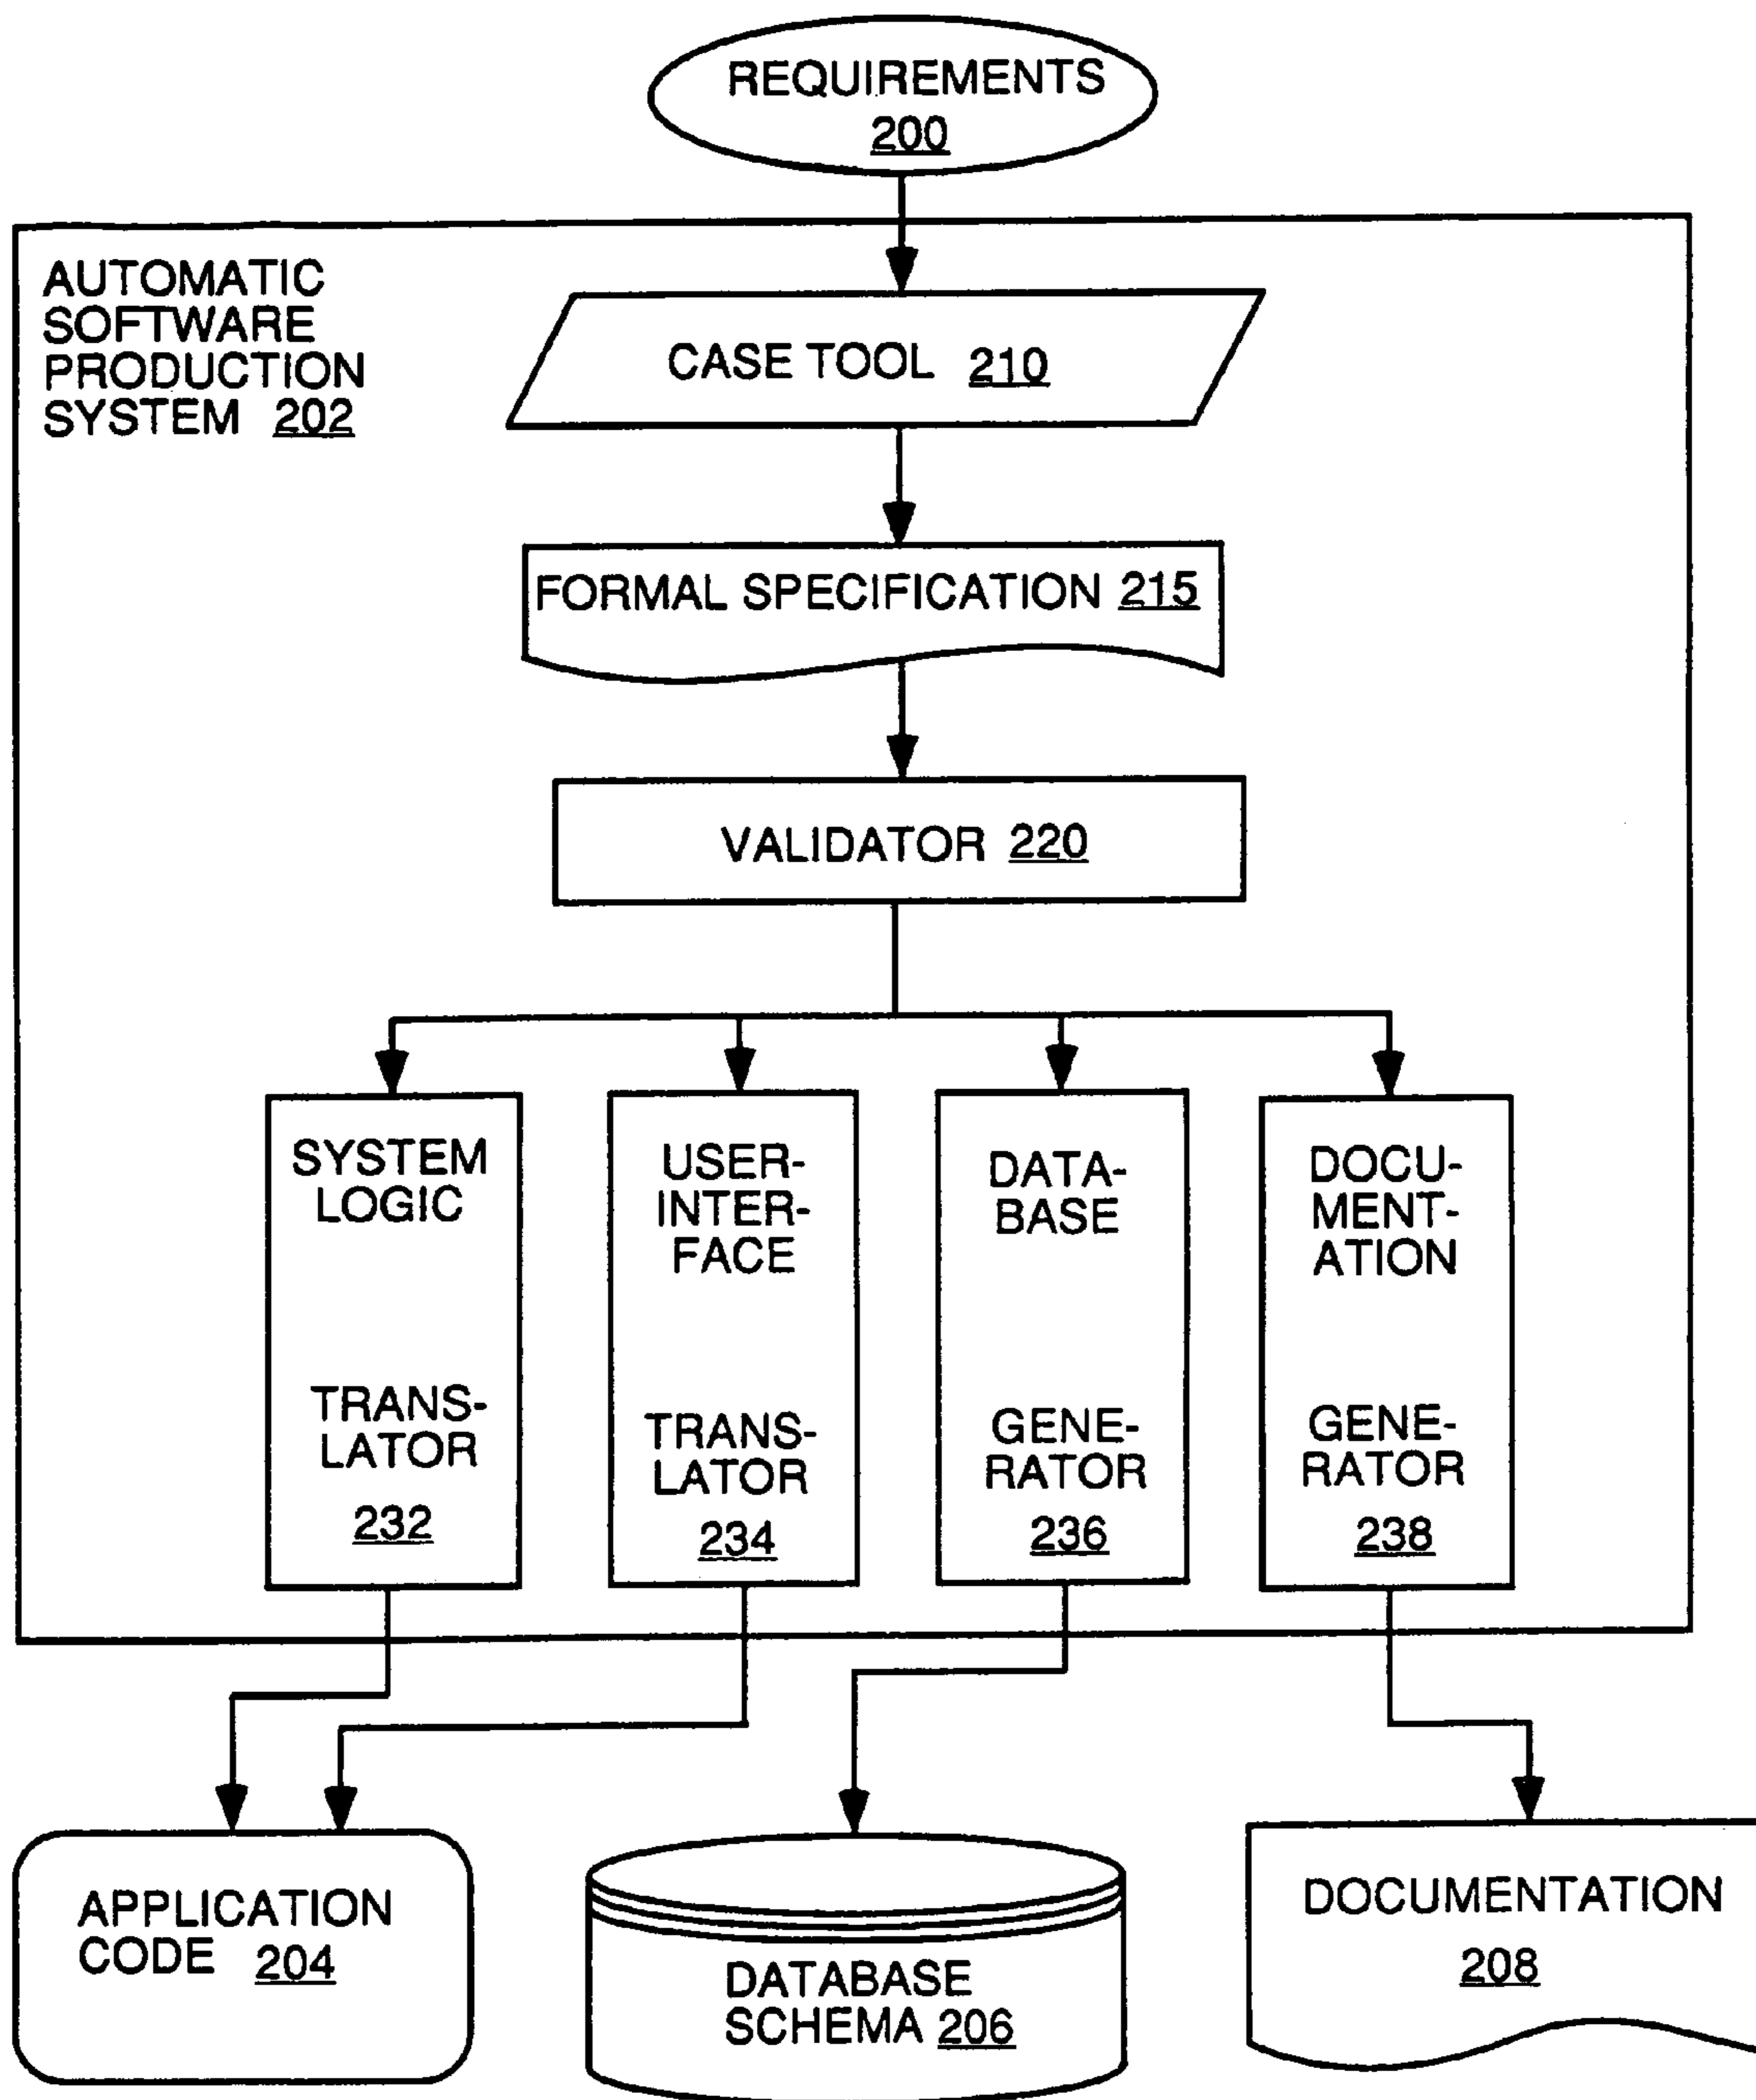 REQUIREMENTS
200
AUTOMATIC
SOFTWARE
PRODUCTION
SYSTEM 202
CASE TOOL 210
FORMAL SPECIFICATION 215
VALIDATOR 220
SYSTEM
LOGIC
TRANS-
LATOR
232
USER-
INTER-
FACE
TRANS-
LATOR
234
DATA-
BASE
GENE-
RATOR
236
DOCU-
MENT-
ATION
GENE-
RATOR
238
APPLICATION
CODE 204
DATABASE
SCHEMA 206
DOCUMENTATION
208